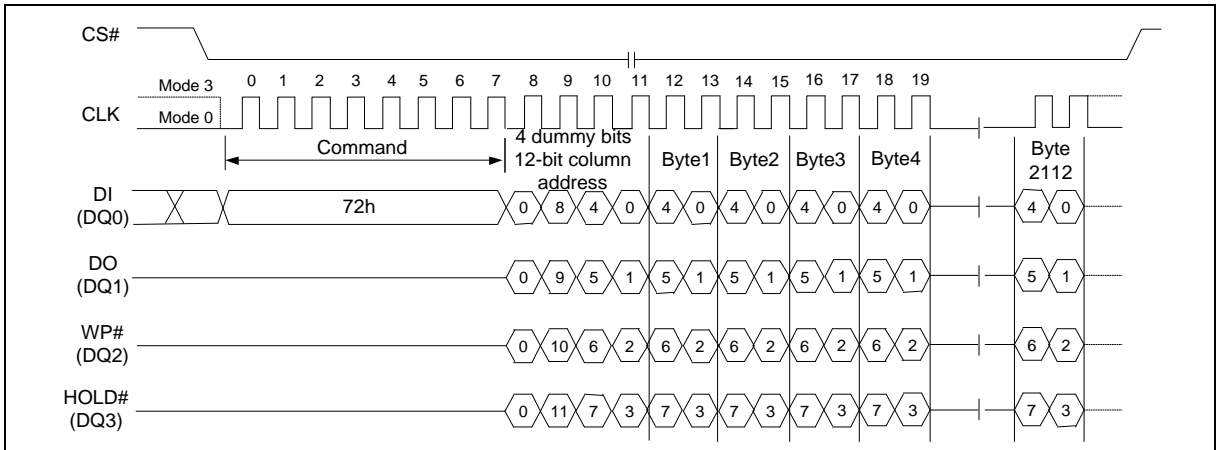 CS#
Mode 3
0 1 2 3 4 5 6 7 8 9 10 11 12 13 14 15 16 17 18 19
CLK
Mode 0
Command
4 dummy bits
12-bit column
address
Byte1
Byte2
Byte3
Byte4
Byte
2112
DI
(DQ0)
72h
0 8 4 0 4 0 4 0 4 0 4 0 4 0
DO
(DQ1)
0 9 5 1 5 1 5 1 5 1 5 1 5 1
WP#
(DQ2)
0 10 6 2 6 2 6 2 6 2 6 2 6 2
HOLD#
(DQ3)
0 11 7 3 7 3 7 3 7 3 7 3 7 3